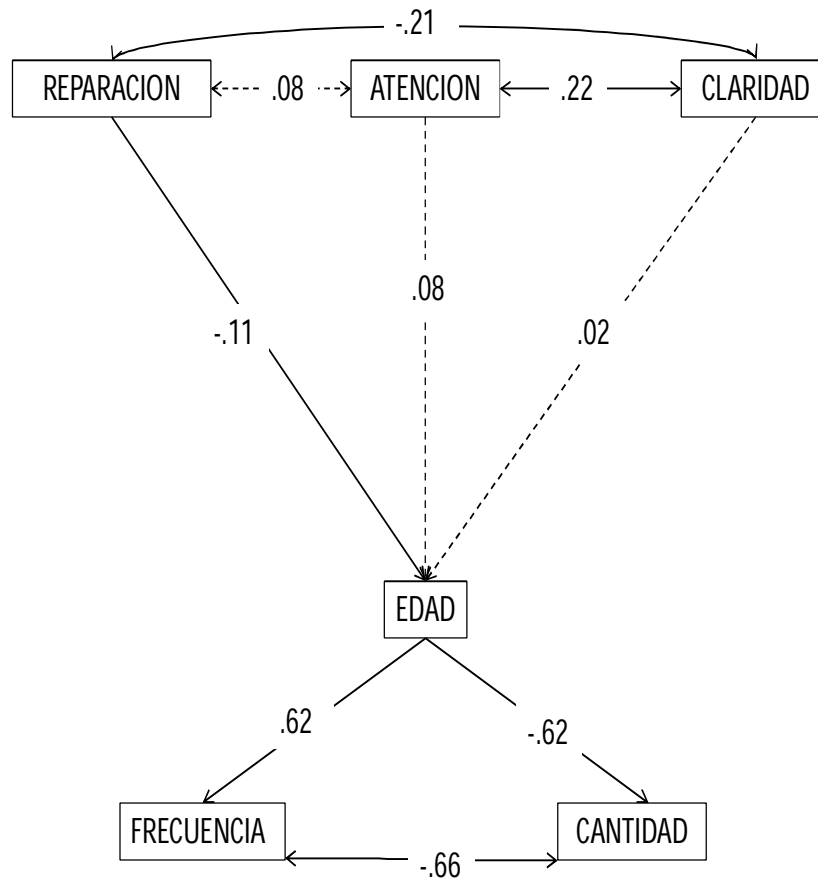 -.21
REPARACION .08 ATENCION .22 CLARIDAD
.08
-.11 .02
EDAD
.62 -.62
FRECUENCIA CANTIDAD
-.66